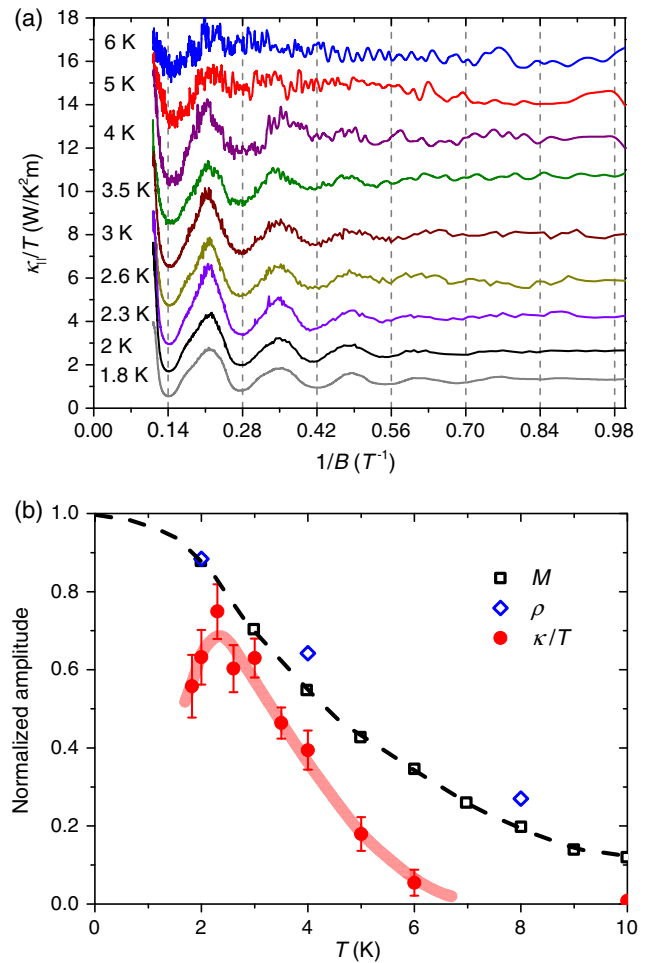 (a)
18
16
14
12
10
8
6
4
2
0
κ||/T (W/K²m)
6 K
5 K
4 K
3.5 K
3 K
2.6 K
2.3 K
2 K
1.8 K
0.00 0.14 0.28 0.42 0.56 0.70 0.84 0.98
1/B (T⁻¹)
(b)
1.0
0.8
0.6
0.4
0.2
0.0
Normalized amplitude
M
ρ
κ/T
0 2 4 6 8 10
T (K)